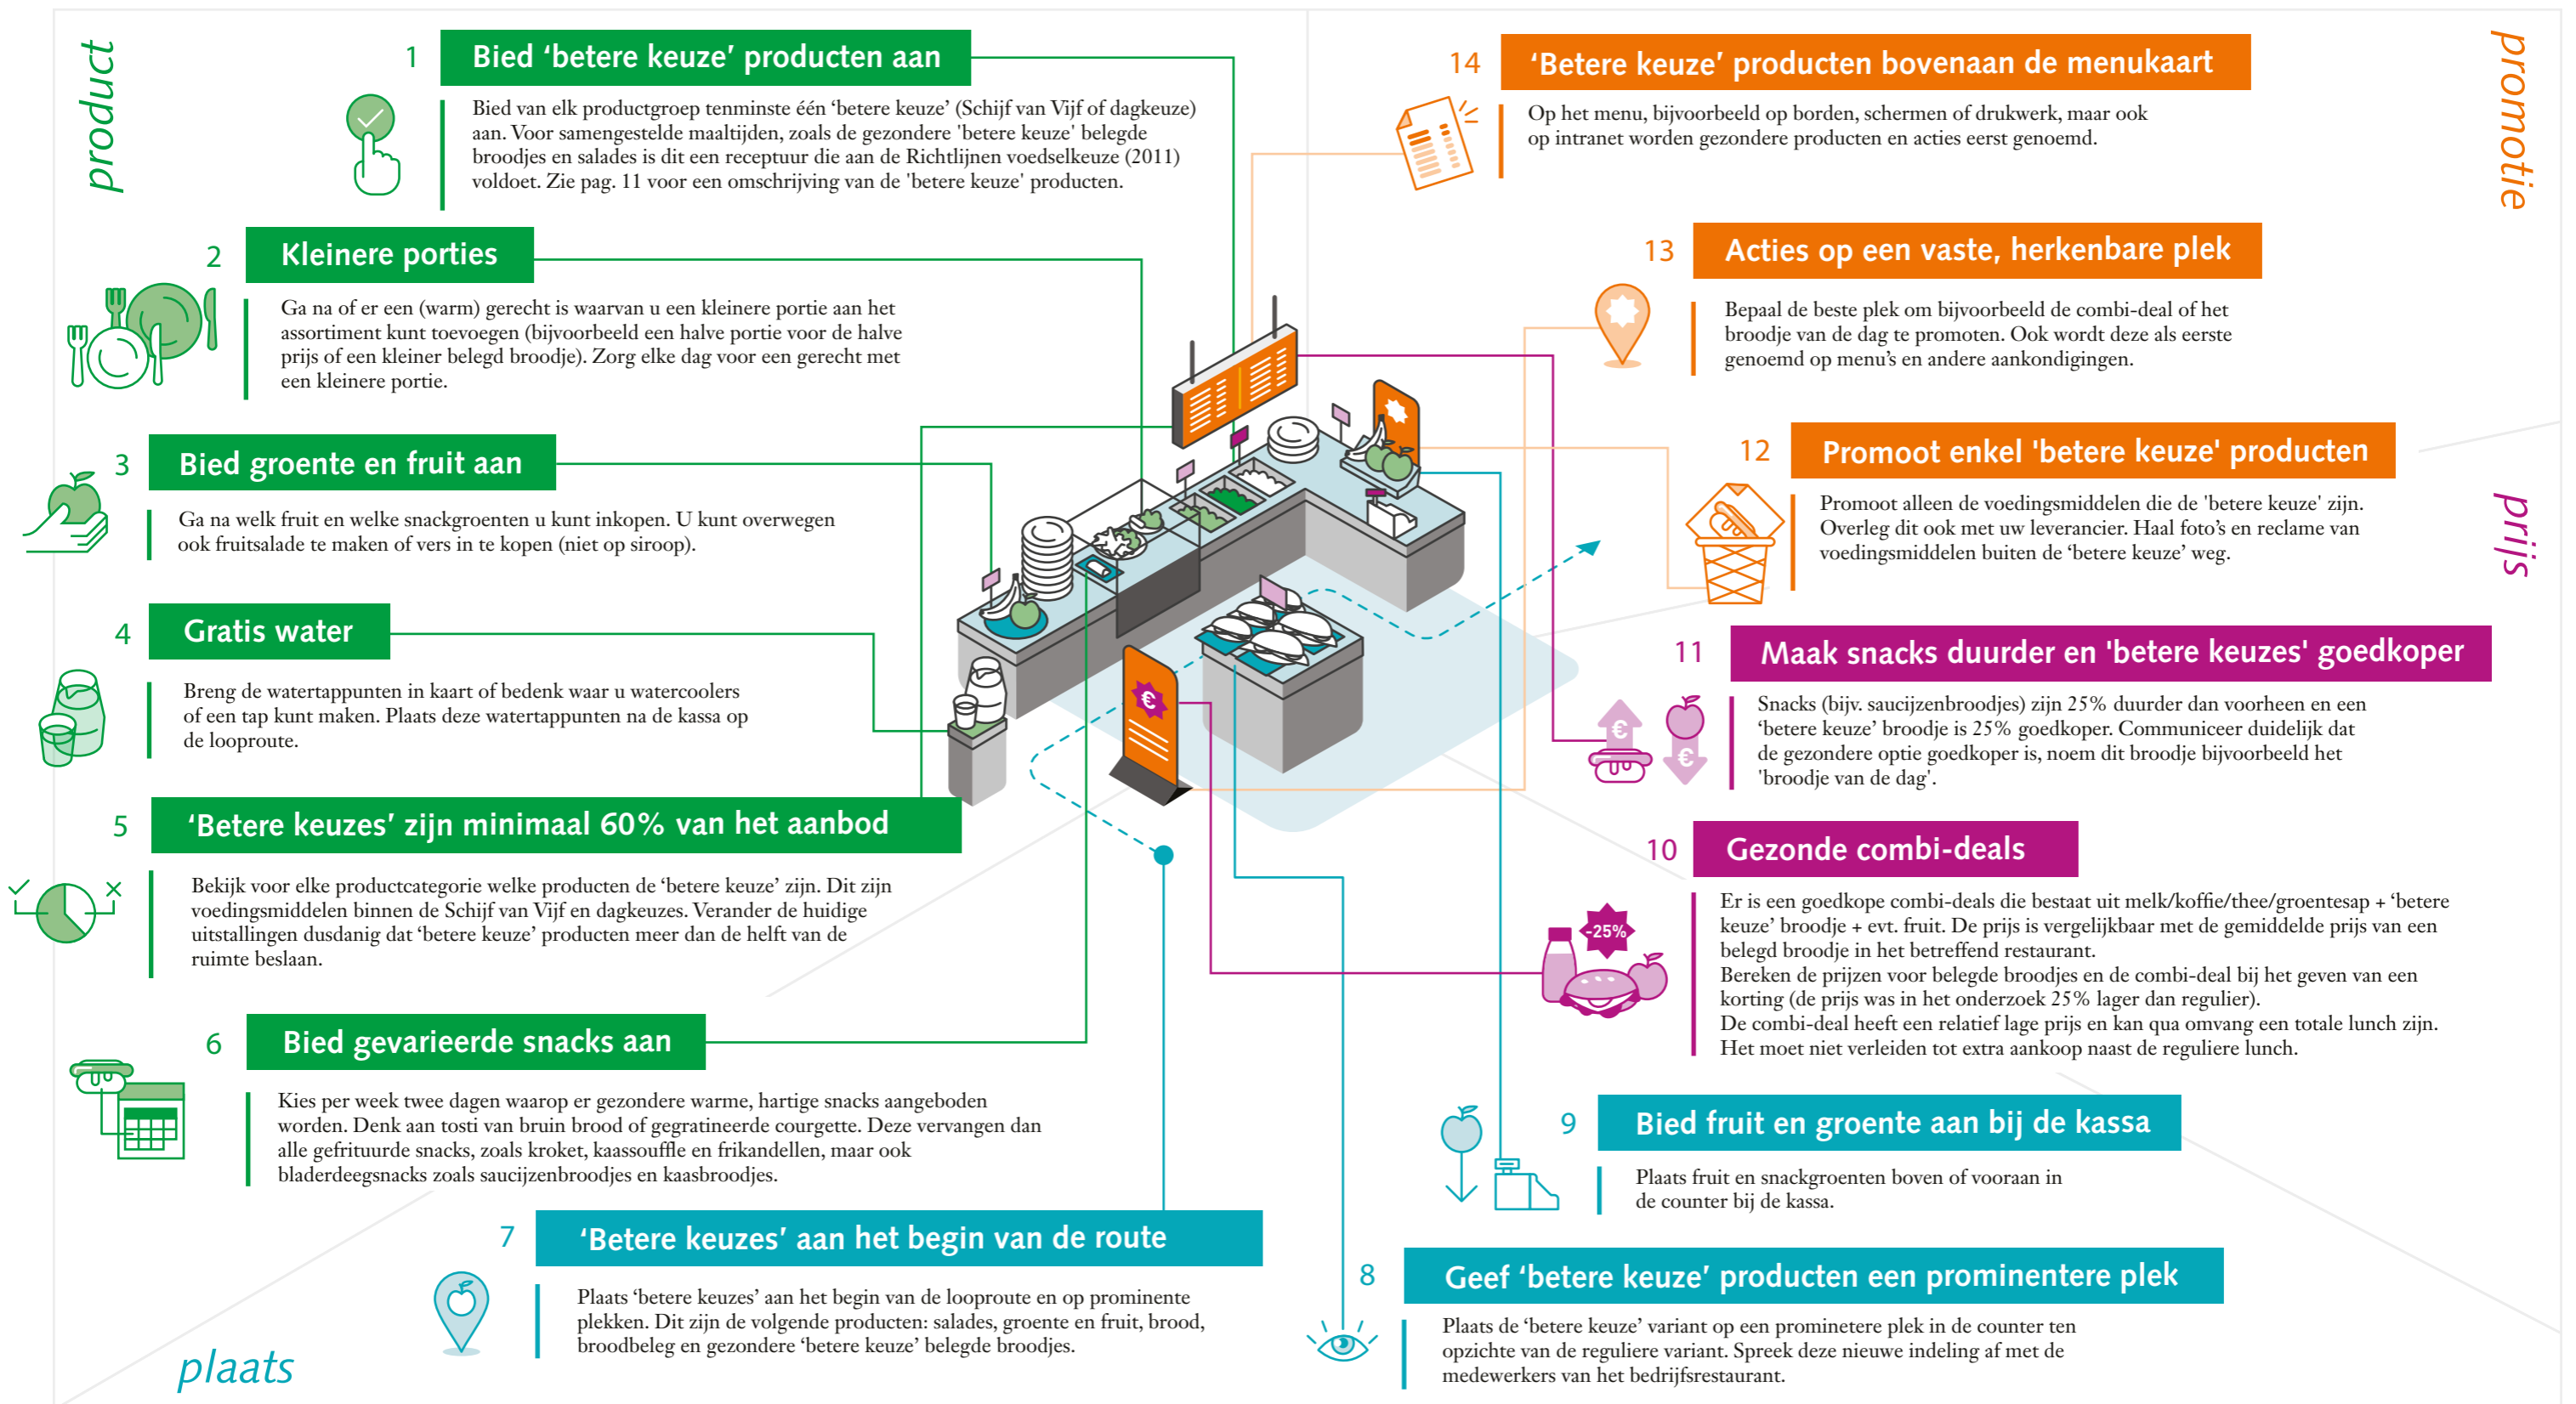 product
1
Bied ‘betere keuze’ producten aan
Bied van elk productgroep tenminste één ‘betere keuze’ (Schijf van Vijf of dagkeuze)
aan. Voor samengestelde maaltijden, zoals de gezondere 'betere keuze' belegde
broodjes en salades is dit een receptuur die aan de Richtlijnen voedselkeuze (2011)
voldoet. Zie pag. 11 voor een omschrijving van de 'betere keuze' producten.
2
Kleinere porties
Ga na of er een (warm) gerecht is waarvan u een kleinere portie aan het
assortiment kunt toevoegen (bijvoorbeeld een halve portie voor de halve
prijs of een kleiner belegd broodje). Zorg elke dag voor een gerecht met
een kleinere portie.
3
Bied groente en fruit aan
Ga na welk fruit en welke snackgroenten u kunt inkopen. U kunt overwegen
ook fruitsalade te maken of vers in te kopen (niet op siroop).
4
Gratis water
Breng de watertappunten in kaart of bedenk waar u watercoolers
of een tap kunt maken. Plaats deze watertappunten na de kassa op
de looproute.
5
‘Betere keuzes’ zijn minimaal 60% van het aanbod
Bekijk voor elke productcategorie welke producten de ‘betere keuze’ zijn. Dit zijn
voedingsmiddelen binnen de Schijf van Vijf en dagkeuzes. Verander de huidige
uitstallingen dusdanig dat ‘betere keuze’ producten meer dan de helft van de
ruimte beslaan.
6
Bied gevarieerde snacks aan
Kies per week twee dagen waarop er gezondere warme, hartige snacks aangeboden
worden. Denk aan tosti van bruin brood of gegratineerde courgette. Deze vervangen dan
alle gefrituurde snacks, zoals kroket, kaassouffle en frikandellen, maar ook
bladerdeegsnacks zoals saucijzenbroodjes en kaasbroodjes.
plaats
7
‘Betere keuzes’ aan het begin van de route
Plaats ‘betere keuzes’ aan het begin van de looproute en op prominente
plekken. Dit zijn de volgende producten: salades, groente en fruit, brood,
broodbeleg en gezondere ‘betere keuze’ belegde broodjes.
8
Geef ‘betere keuze’ producten een prominentere plek
Plaats de ‘betere keuze’ variant op een prominetere plek in de counter ten
opzichte van de reguliere variant. Spreek deze nieuwe indeling af met de
medewerkers van het bedrijfsrestaurant.
9
Bied fruit en groente aan bij de kassa
Plaats fruit en snackgroenten boven of vooraan in
de counter bij de kassa.
prijs
10
Gezonde combi-deals
-25%
Er is een goedkope combi-deals die bestaat uit melk/koffie/thee/groentesap + ‘betere
keuze’ broodje + evt. fruit. De prijs is vergelijkbaar met de gemiddelde prijs van een
belegd broodje in het betreffend restaurant.
Bereken de prijzen voor belegde broodjes en de combi-deal bij het geven van een
korting (de prijs was in het onderzoek 25% lager dan regulier).
De combi-deal heeft een relatief lage prijs en kan qua omvang een totale lunch zijn.
Het moet niet verleiden tot extra aankoop naast de reguliere lunch.
11
Maak snacks duurder en 'betere keuzes' goedkoper
€
€
Snacks (bijv. saucijzenbroodjes) zijn 25% duurder dan voorheen en een
‘betere keuze’ broodje is 25% goedkoper. Communiceer duidelijk dat
de gezondere optie goedkoper is, noem dit broodje bijvoorbeeld het
'broodje van de dag'.
€
promotie
12
Promoot enkel 'betere keuze' producten
Promoot alleen de voedingsmiddelen die de 'betere keuze' zijn.
Overleg dit ook met uw leverancier. Haal foto’s en reclame van
voedingsmiddelen buiten de ‘betere keuze’ weg.
13
Acties op een vaste, herkenbare plek
Bepaal de beste plek om bijvoorbeeld de combi-deal of het
broodje van de dag te promoten. Ook wordt deze als eerste
genoemd op menu’s en andere aankondigingen.
14
‘Betere keuze’ producten bovenaan de menukaart
Op het menu, bijvoorbeeld op borden, schermen of drukwerk, maar ook
op intranet worden gezondere producten en acties eerst genoemd.